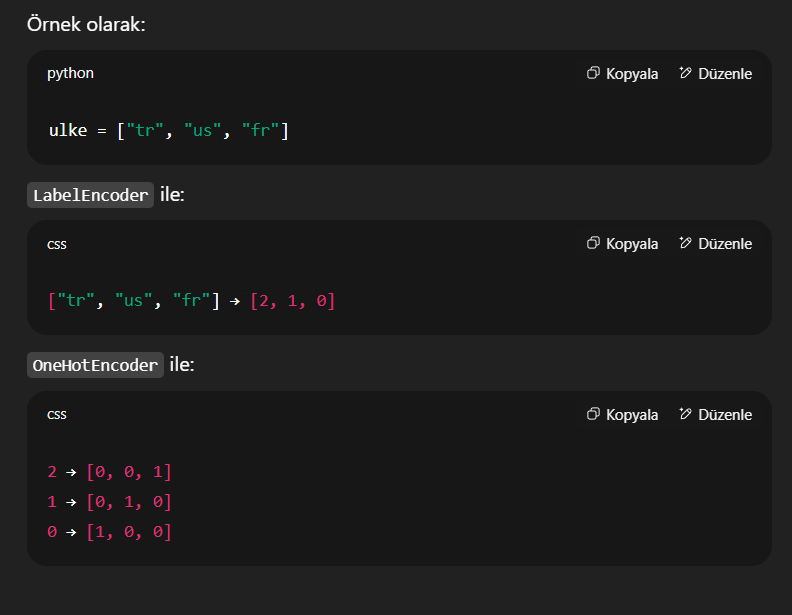 Örnek olarak:
python
Kopyala
Düzenle
ulke = ["tr", "us", "fr"]
LabelEncoder ile:
css
Kopyala
Düzenle
["tr", "us", "fr"] → [2, 1, 0]
OneHotEncoder ile:
css
Kopyala
Düzenle
2 → [0, 0, 1]
1 → [0, 1, 0]
0 → [1, 0, 0]